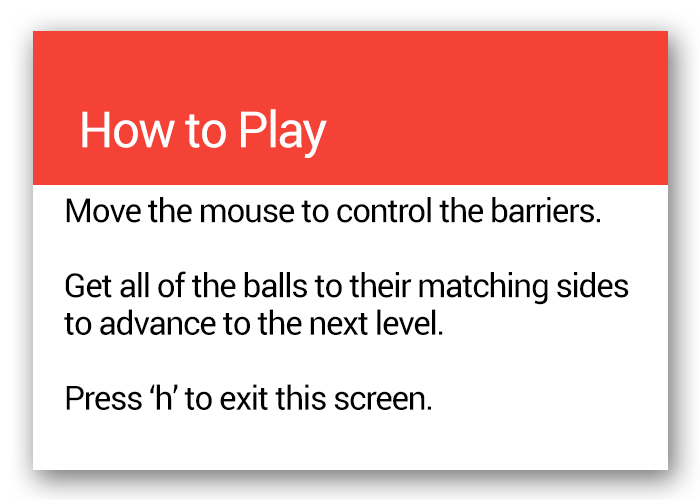 How to Play
Move the mouse to control the barriers.
Get all of the balls to their matching sides
to advance to the next level.
Press ‘h’ to exit this screen.